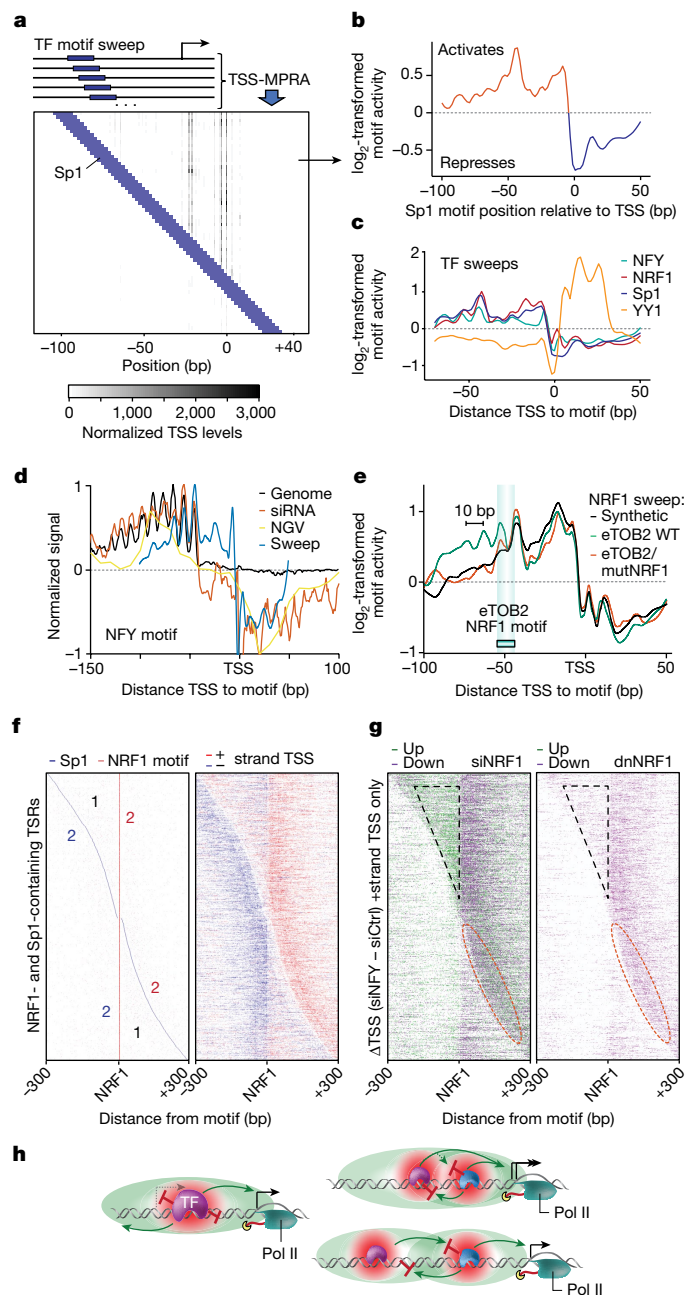 a
TF motif sweep
TSS-MPRA
. . .
Sp1
–100
–50
0
+40
Position (bp)
0
1,000
2,000
3,000
Normalized TSS levels
b
log2-transformed
motif activity
Activates
0.5
0
–0.5
Represses
–100
–50
0
50
Sp1 motif position relative to TSS (bp)
c
log2-transformed
motif activity
2
1
0
–1
TF sweeps
NFY
NRF1
Sp1
YY1
–50
0
50
Distance TSS to motif (bp)
d
Normalized signal
1
0
–1
Genome
siRNA
NGV
Sweep
NFY motif
–150
TSS
100
Distance TSS to motif (bp)
e
log2-transformed
motif activity
1
0
–1
10 bp
NRF1 sweep:
Synthetic
eTOB2 WT
eTOB2/
mutNRF1
eTOB2
NRF1 motif
–100
–50
TSS
50
Distance TSS to motif (bp)
f
Sp1
NRF1 motif
+
–
strand TSS
NRF1- and Sp1-containing TSRs
1
2
2
2
2
1
–300
NRF1
+300
–300
NRF1
+300
Distance from motif (bp)
g
Up
Down
siNRF1
Up
Down
dnNRF1
ΔTSS (siNFY – siCtrl) +strand TSS only
–300
NRF1
+300
–300
NRF1
+300
Distance from motif (bp)
h
TF
Pol II
Pol II
Pol II